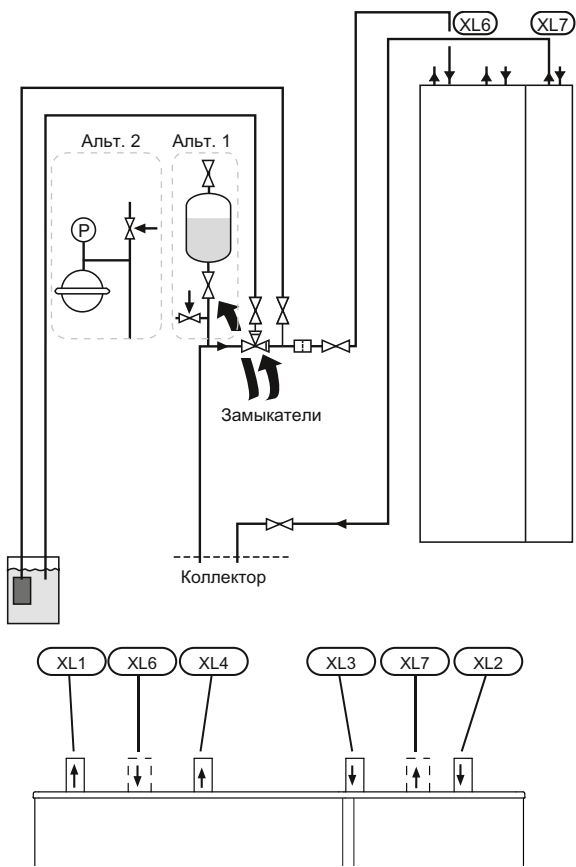 XL6 XL7
Альт. 2 Альт. 1
P
Замыкатели
Коллектор
XL1 XL6 XL4 XL3 XL7 XL2